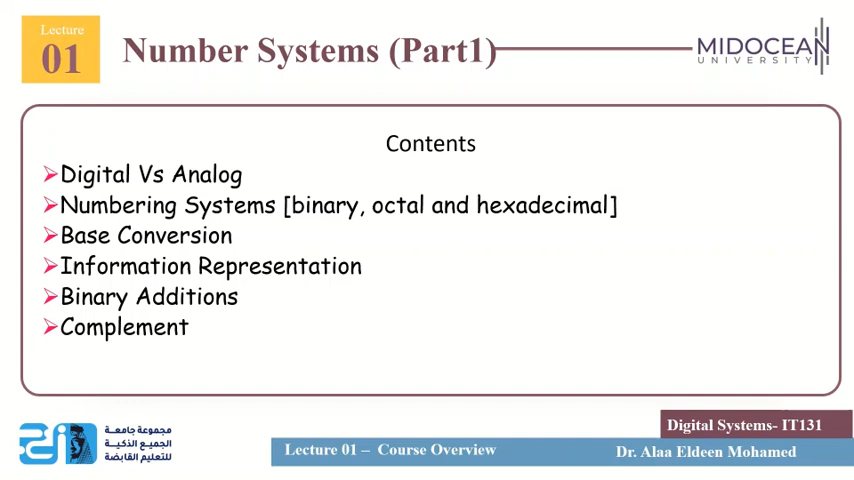 Lecture
01
Number Systems (Part1)
MIDOCEAN
UNIVERSITY
Contents
➢Digital Vs Analog
➢Numbering Systems [binary, octal and hexadecimal]
➢Base Conversion
➢Information Representation
➢Binary Additions
➢Complement
مجموعة جامعة
الجميع الذكية
للتعليم القابضة
Digital Systems- IT131
Lecture 01 – Course Overview
Dr. Alaa Eldeen Mohamed